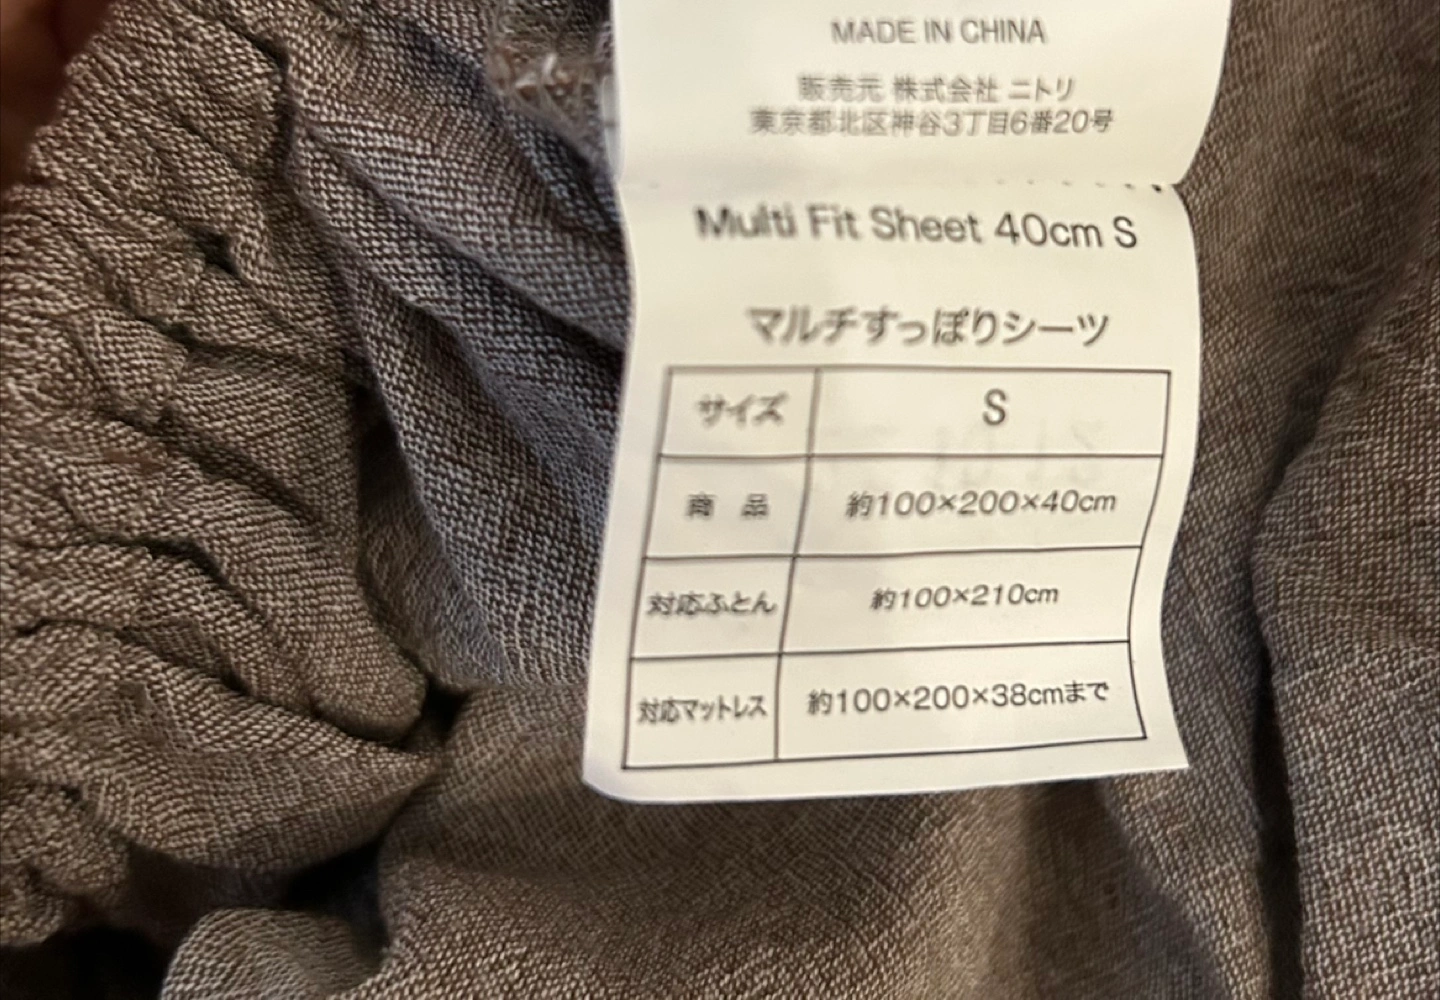 MADE IN CHINA
販売元 株式会社 ニトリ
東京都北区神谷3丁目6番20号
Multi Fit Sheet 40cm S
マルチすっぽりシーツ
サイズ S
商 品 約100×200×40cm
対応ふとん 約100×210cm
対応マットレス 約100×200×38cmまで